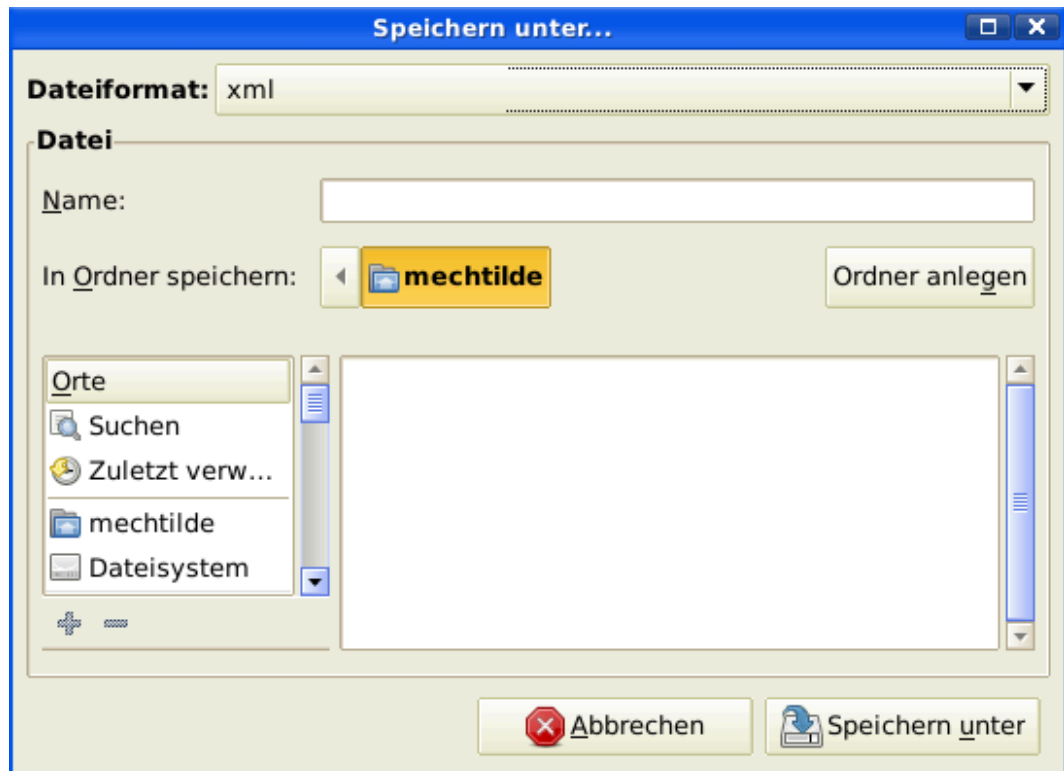 Speichern unter...
Dateiformat: xml
Datei
Name:
In Ordner speichern: mechtilde Ordner anlegen
Orte
Suchen
Zuletzt verw...
mechtilde
Dateisystem
Abbrechen Speichern unter